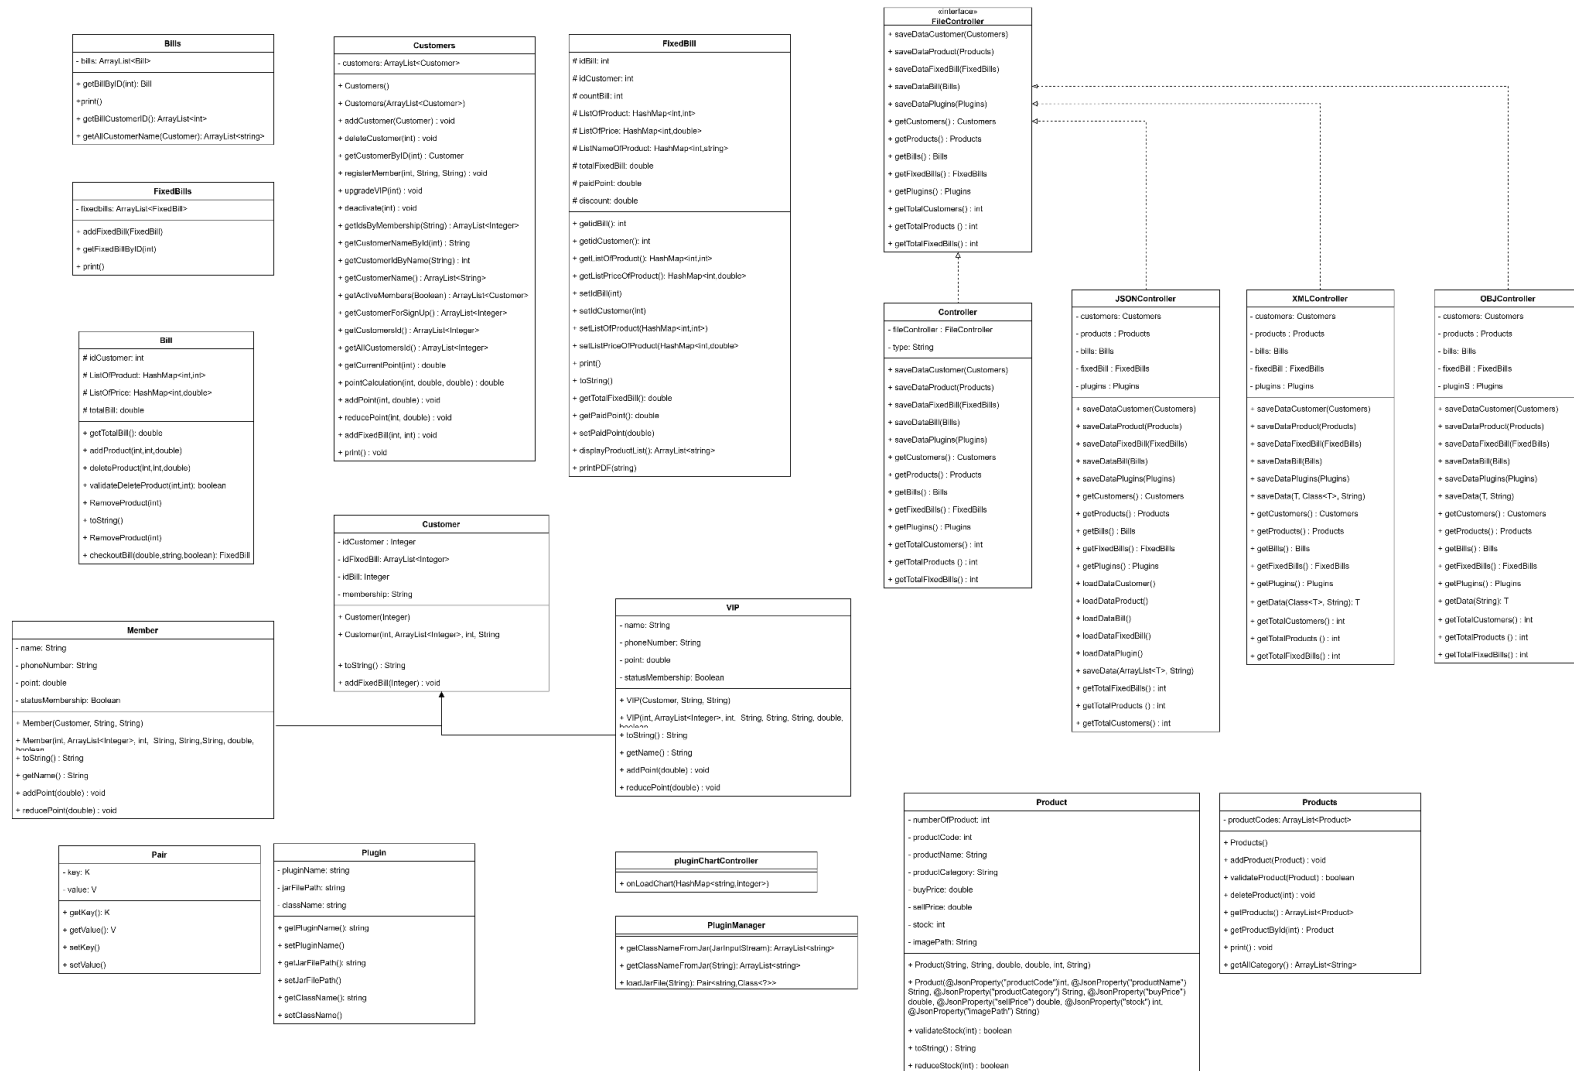 Bills
- bills: ArrayList<Bill>
+ getBillByID(int): Bill
+print()
+ getBillCustomerID(): ArrayList<int>
+ getAllCustomerName(Customer): ArrayList<string>
FixedBills
- fixedbills: ArrayList<FixedBill>
+ addFixedBill(FixedBill)
+ getFixedBillByID(int)
+ print()
Bill
# idCustomer: int
# ListOfProduct: HashMap<int,int>
# ListOfPrice: HashMap<int,double>
# totalBill: double
+ getTotalBill(): double
+ addProduct(int,int,double)
+ deleteProduct(int,int,double)
+ validateDeleteProduct(int,int): boolean
+ RemoveProduct(int)
+ toString()
+ RemoveProduct(int)
+ checkoutBill(double,string,boolean): FixedBill
Customers
- customers: ArrayList<Customer>
+ Customers()
+ Customers(ArrayList<Customer>)
+ addCustomer(Customer) : void
+ deleteCustomer(int) : void
+ getCustomerByID(int) : Customer
+ registerMember(int, String, String) : void
+ upgradeVIP(int) : void
+ deactivate(int) : void
+ getIdsByMembership(String) : ArrayList<Integer>
+ getCustomerNameById(int) : String
+ getCustomerIdByName(String) : Int
+ getCustomerName() : ArrayList<String>
+ getActiveMembers(Boolean) : ArrayList<Customer>
+ getCustomerForSignUp() : ArrayList<Integer>
+ getCustomersId() : ArrayList<Integer>
+ getAllCustomersId() : ArrayList<Integer>
+ getCurrentPoint(int) : double
+ pointCalculation(int, double, double) : double
+ addPoint(int, double) : void
+ reducePoint(int, double) : void
+ addFixedBill(int, int) : void
+ print() : void
FixedBill
# idBill: int
# idCustomer: int
# countBill: int
# ListOfProduct: HashMap<int,int>
# ListOfPrice: HashMap<int,double>
# ListNameOfProduct: HashMap<int,string>
# totalFixedBill: double
# paidPoint: double
# discount: double
+ getidBill(): int
+ getidCustomer(): int
+ getListOfProduct(): HashMap<int,int>
+ getListPriceOfProduct(): HashMap<int,double>
+ setIdBill(int)
+ setIdCustomer(int)
+ setListOfProduct(HashMap<int,int>)
+ setListPriceOfProduct(HashMap<int,double>
+ print()
+ toString()
+ getTotalFixedBill(): double
+ getPaidPoint(): double
+ setPaidPoint(double)
+ displayProductList(): ArrayList<string>
+ printPDF(string)
«interface»
FileController
+ saveDataCustomer(Customers)
+ saveDataProduct(Products)
+ saveDataFixedBill(FixedBills)
+ saveDataBill(Bills)
+ saveDataPlugins(Plugins)
+ getCustomers() : Customers
+ getProducts() : Products
+ getBills() : Bills
+ getFixedBills() : FixedBills
+ getPlugins() : Plugins
+ getTotalCustomers() : int
+ getTotalProducts () : int
+ getTotalFixedBills() : int
Controller
- fileController : FileController
- type: String
+ saveDataCustomer(Customers)
+ saveDataProduct(Products)
+ saveDataFixedBill(FixedBills)
+ saveDataBill(Bills)
+ saveDataPlugins(Plugins)
+ getCustomers() : Customers
+ getProducts() : Products
+ getBills() : Bills
+ getFixedBills() : FixedBills
+ getPlugins() : Plugins
+ getTotalCustomers() : int
+ getTotalProducts () : int
+ getTotalFixedBills() : int
JSONController
- customers: Customers
- products : Products
- bills: Bills
- fixedBill : FixedBills
- plugins : Plugins
+ saveDataCustomer(Customers)
+ saveDataProduct(Products)
+ saveDataFixedBill(FixedBills)
+ saveDataBill(Bills)
+ saveDataPlugins(Plugins)
+ getCustomers() : Customers
+ getProducts() : Products
+ getBills() : Bills
+ getFixedBills() : FixedBills
+ getPlugins() : Plugins
+ loadDataCustomer()
+ loadDataProduct()
+ loadDataBill()
+ loadDataFixedBill()
+ loadDataPlugin()
+ saveData(ArrayList<T>, String)
+ getTotalFixedBills() : int
+ getTotalProducts () : int
+ getTotalCustomers() : int
XMLController
- customers: Customers
- products : Products
- bills: Bills
- fixedBill : FixedBills
- plugins : Plugins
+ saveDataCustomer(Customers)
+ saveDataProduct(Products)
+ saveDataFixedBill(FixedBills)
+ saveDataBill(Bills)
+ saveDataPlugins(Plugins)
+ saveData(T, Class<T>, String)
+ getCustomers() : Customers
+ getProducts() : Products
+ getBills() : Bills
+ getFixedBills() : FixedBills
+ getPlugins() : Plugins
+ getData(Class<T>, String): T
+ getTotalCustomers() : int
+ getTotalProducts () : int
+ getTotalFixedBills() : int
OBJController
- customers: Customers
- products : Products
- bills: Bills
- fixedBill : FixedBills
- pluginS : Plugins
+ saveDataCustomer(Customers)
+ saveDataProduct(Products)
+ saveDataFixedBill(FixedBills)
+ saveDataBill(Bills)
+ saveDataPlugins(Plugins)
+ saveData(T, String)
+ getCustomers() : Customers
+ getProducts() : Products
+ getBills() : Bills
+ getFixedBills() : FixedBills
+ getPlugins() : Plugins
+ getData(String): T
+ getTotalCustomers() : int
+ getTotalProducts () : int
+ getTotalFixedBills() : int
Customer
- idCustomer : Integer
- idFixedBill: ArrayList<Integer>
- idBill: Integer
- membership: String
+ Customer(Integer)
+ Customer(int, ArrayList<Integer>, int, String
+ toString() : String
+ addFixedBill(Integer) : void
Member
- name: String
- phoneNumber: String
- point: double
- statusMembership: Boolean
+ Member(Customer, String, String)
+ Member(int, ArrayList<Integer>, int, String, String,String, double,
boolean
+ toString() : String
+ getName() : String
+ addPoint(double) : void
+ reducePoint(double) : void
VIP
- name: String
- phoneNumber: String
- point: double
- statusMembership: Boolean
+ VIP(Customer, String, String)
+ VIP(int, ArrayList<Integer>, int, String, String, String, double,
boolean
+ toString() : String
+ getName() : String
+ addPoint(double) : void
+ reducePoint(double) : void
Pair
- key: K
- value: V
+ getKey(): K
+ getValue(): V
+ setKey()
+ setValue()
Plugin
- pluginName: string
- jarFilePath: string
- className: string
+ getPluginName(): string
+ setPluginName()
+ getJarFilePath(): string
+ setJarFilePath()
+ getClassName(): string
+ setClassName()
pluginChartController
+ onLoadChart(HashMap<string,Integer>)
PluginManager
+ getClassNameFromJar(JarInputStream): ArrayList<string>
+ getClassNameFromJar(String): ArrayList<string>
+ loadJarFile(String): Pair<string,Class<?>>
Product
- numberOfProduct: int
- productCode: int
- productName: String
- productCategory: String
- buyPrice: double
- sellPrice: double
- stock: int
- imagePath: String
+ Product(String, String, double, double, int, String)
+ Product(@JsonProperty("productCode")int, @JsonProperty("productName")
String, @JsonProperty("productCategory") String, @JsonProperty("buyPrice")
double, @JsonProperty("sellPrice") double, @JsonProperty("stock") int.
@JsonProperty("imagePath") String)
+ validateStock(int) : boolean
+ toString() : String
+ reduceStock(int) : boolean
Products
- productCodes: ArrayList<Product>
+ Products()
+ addProduct(Product) : void
+ validateProduct(Product) : boolean
+ deleteProduct(int) : void
+ getProducts() : ArrayList<Product>
+ getProductById(int) : Product
+ print() : void
+ getAllCategory() : ArrayList<String>